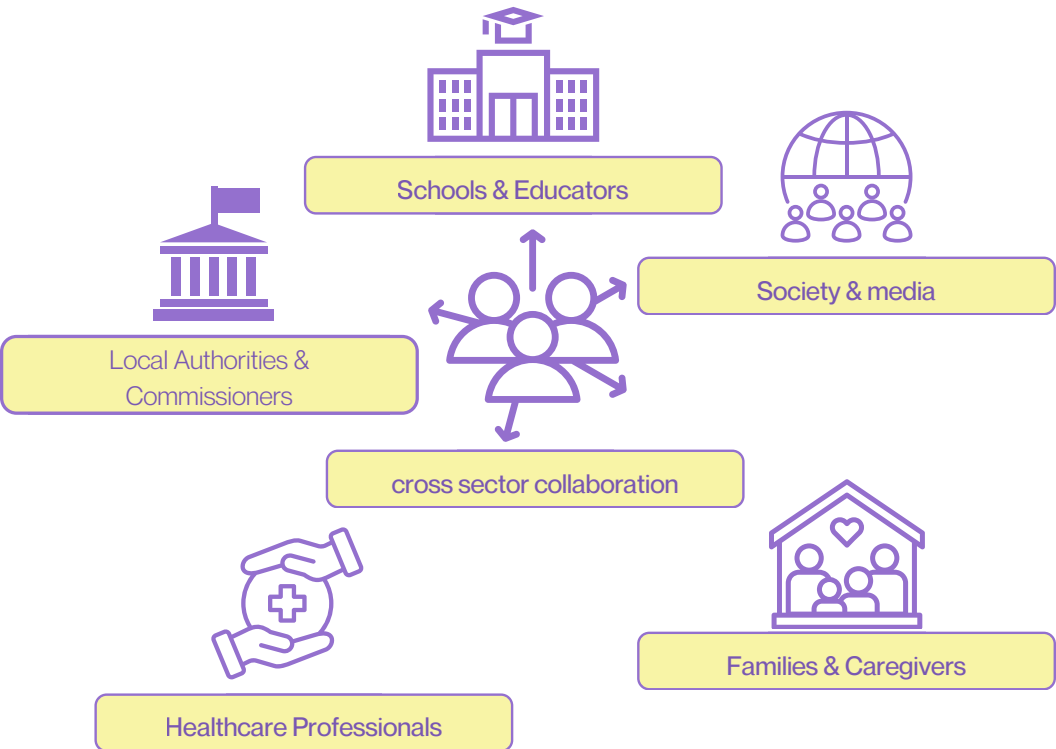 Schools & Educators
Society & media
Local Authorities &
Commissioners
cross sector collaboration
Families & Caregivers
Healthcare Professionals